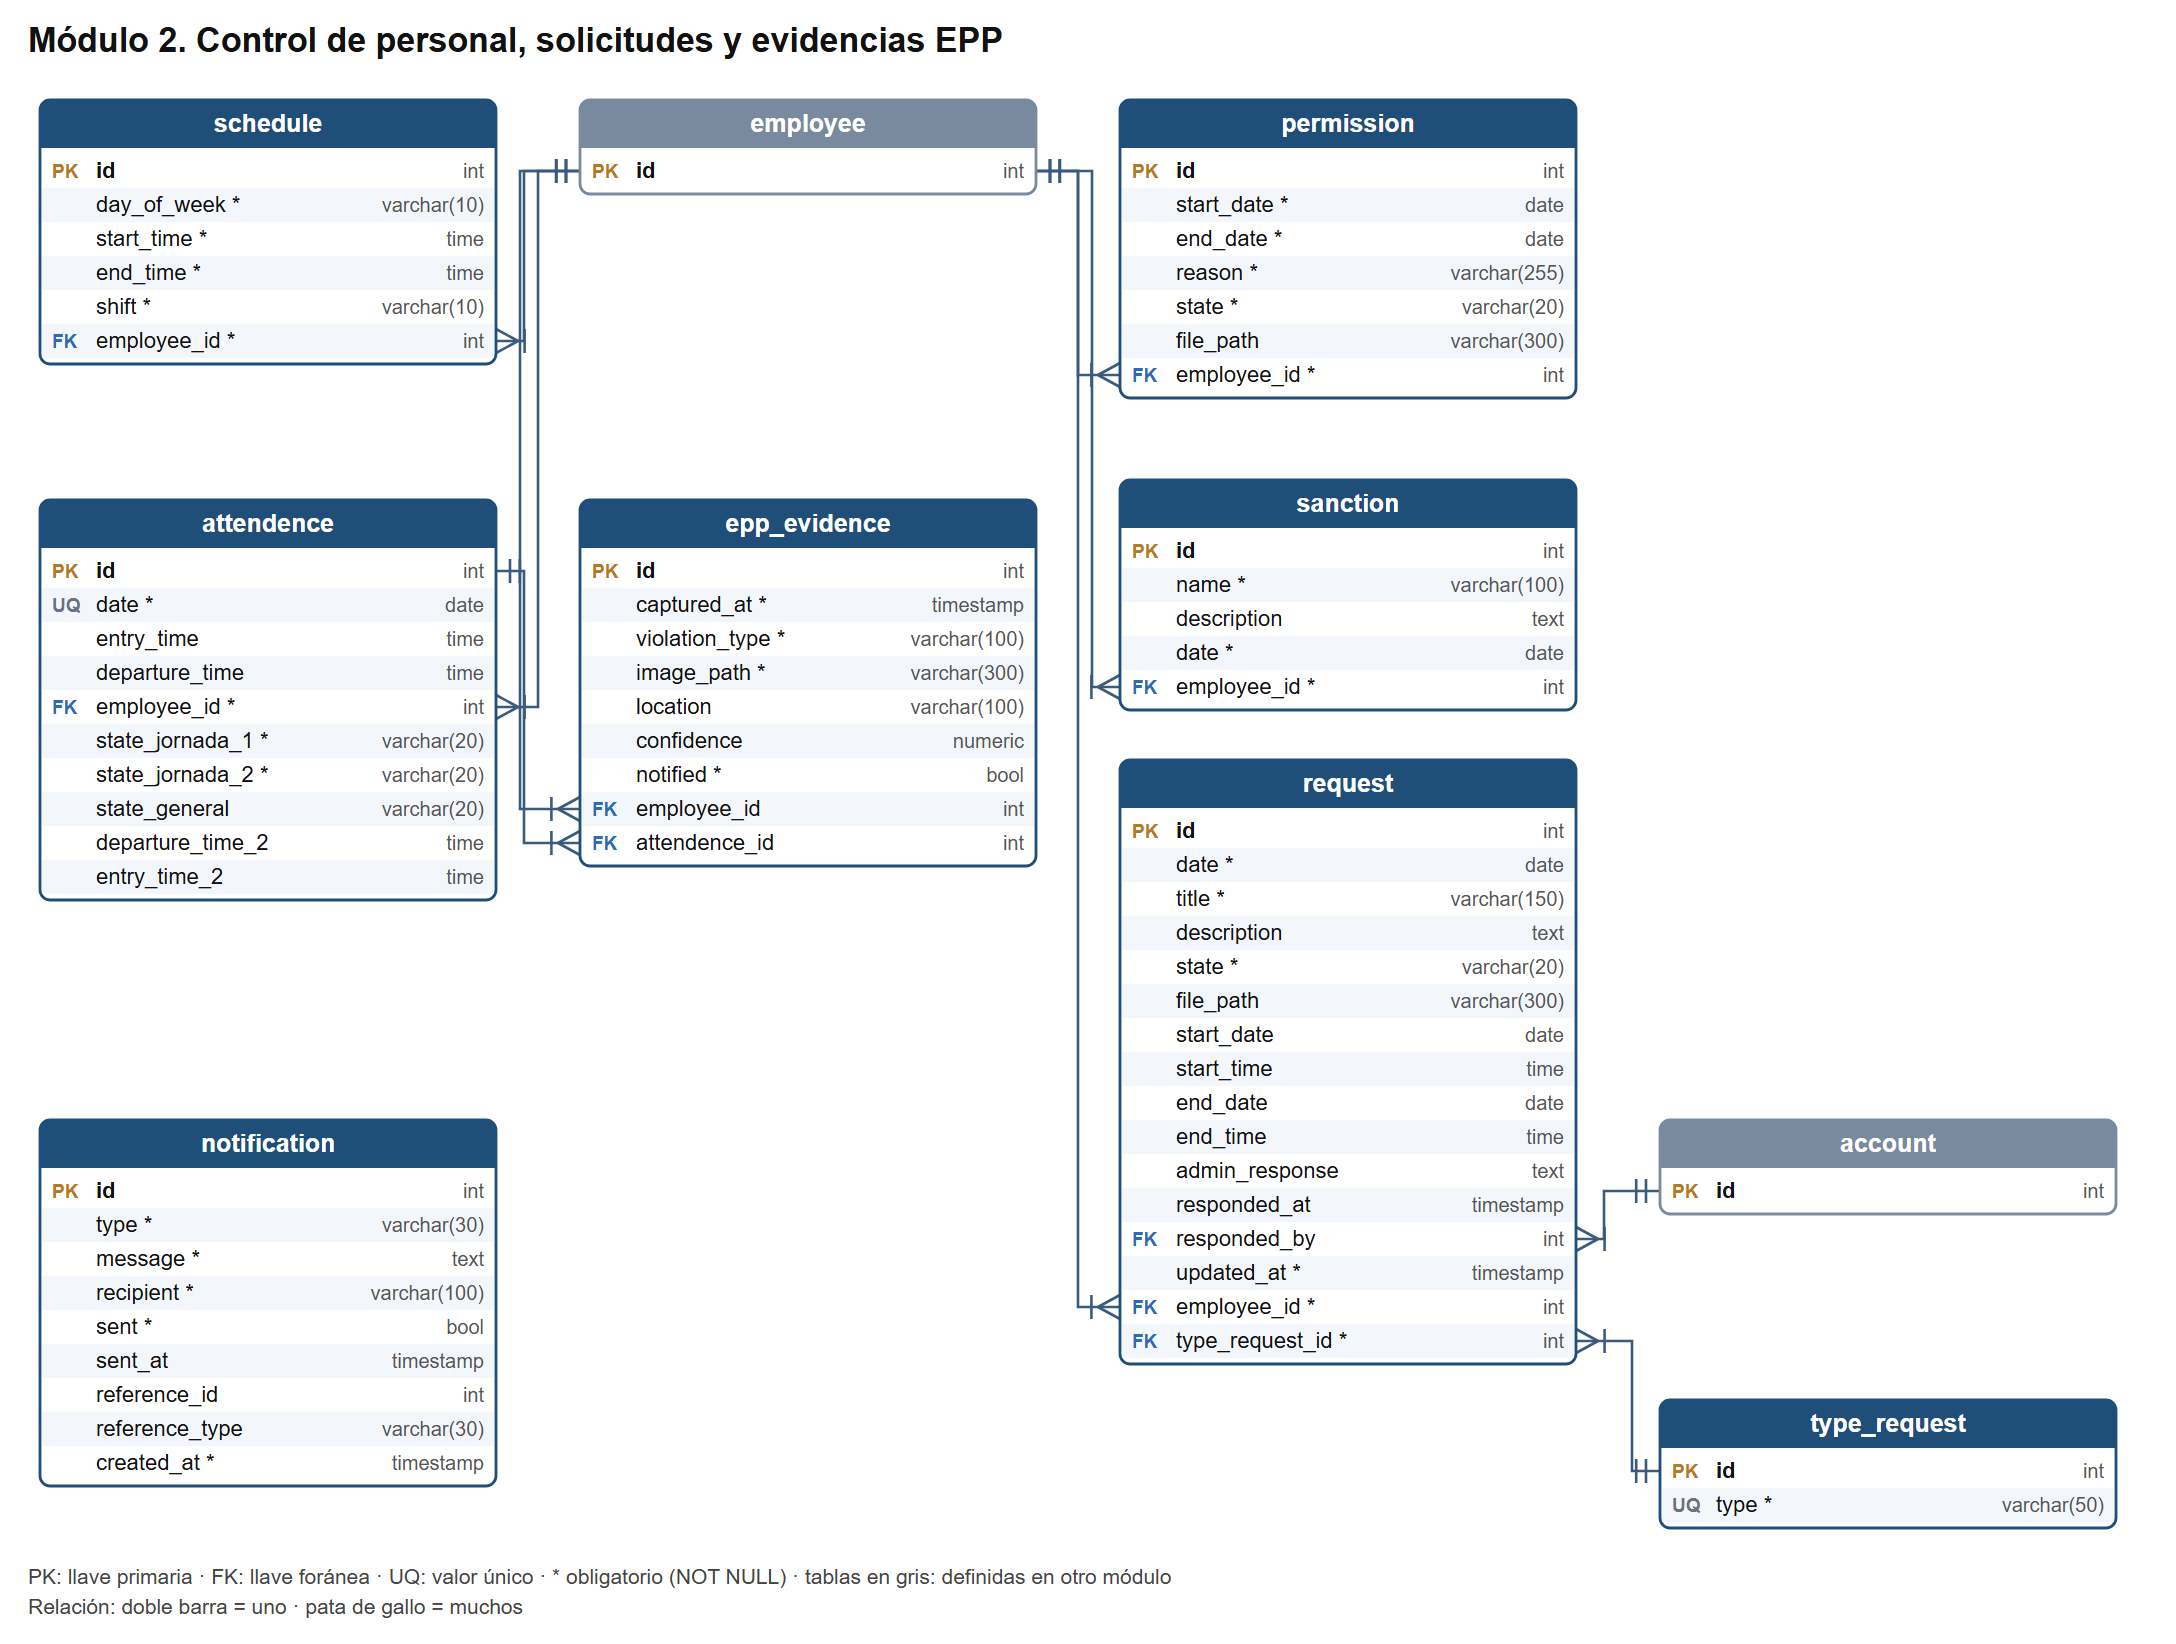 Módulo 2. Control de personal, solicitudes y evidencias EPP
schedule
PK id int
day_of_week * varchar(10)
start_time * time
end_time * time
shift * varchar(10)
FK employee_id * int
employee
PK id int
permission
PK id int
start_date * date
end_date * date
reason * varchar(255)
state * varchar(20)
file_path varchar(300)
FK employee_id * int
attendence
PK id int
UQ date * date
entry_time time
departure_time time
FK employee_id * int
state_jornada_1 * varchar(20)
state_jornada_2 * varchar(20)
state_general varchar(20)
departure_time_2 time
entry_time_2 time
epp_evidence
PK id int
captured_at * timestamp
violation_type * varchar(100)
image_path * varchar(300)
location varchar(100)
confidence numeric
notified * bool
FK employee_id int
FK attendence_id int
sanction
PK id int
name * varchar(100)
description text
date * date
FK employee_id * int
request
PK id int
date * date
title * varchar(150)
description text
state * varchar(20)
file_path varchar(300)
start_date date
start_time time
end_date date
end_time time
admin_response text
responded_at timestamp
FK responded_by int
updated_at * timestamp
FK employee_id * int
FK type_request_id * int
notification
PK id int
type * varchar(30)
message * text
recipient * varchar(100)
sent * bool
sent_at timestamp
reference_id int
reference_type varchar(30)
created_at * timestamp
account
PK id int
type_request
PK id int
UQ type * varchar(50)
PK: llave primaria · FK: llave foránea · UQ: valor único · * obligatorio (NOT NULL) · tablas en gris: definidas en otro módulo
Relación: doble barra = uno · pata de gallo = muchos